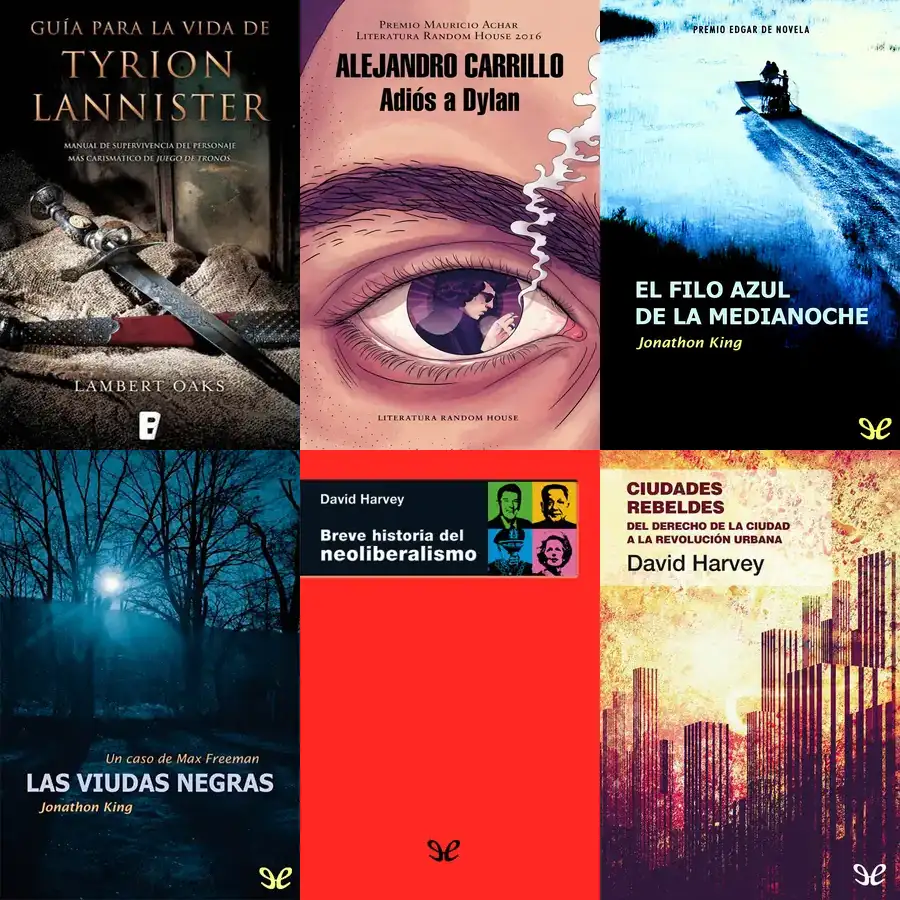 GUÍA PARA LA VIDA DE
TYRION
LANNISTER
MANUAL DE SUPERVIVENCIA DEL PERSONAJE
MÁS CARISMÁTICO DE JUEGO DE TRONOS
LAMBERT OAKS
B
PREMIO MAURICIO ACHAR
LITERATURA RANDOM HOUSE 2016
ALEJANDRO CARRILLO
Adiós a Dylan
LITERATURA RANDOM HOUSE
PREMIO EDGAR DE NOVELA
EL FILO AZUL
DE LA MEDIANOCHE
Jonathon King
Un caso de Max Freeman
LAS VIUDAS NEGRAS
Jonathon King
David Harvey
Breve historia del
neoliberalismo
CIUDADES
REBELDES
DEL DERECHO DE LA CIUDAD
A LA REVOLUCIÓN URBANA
David Harvey